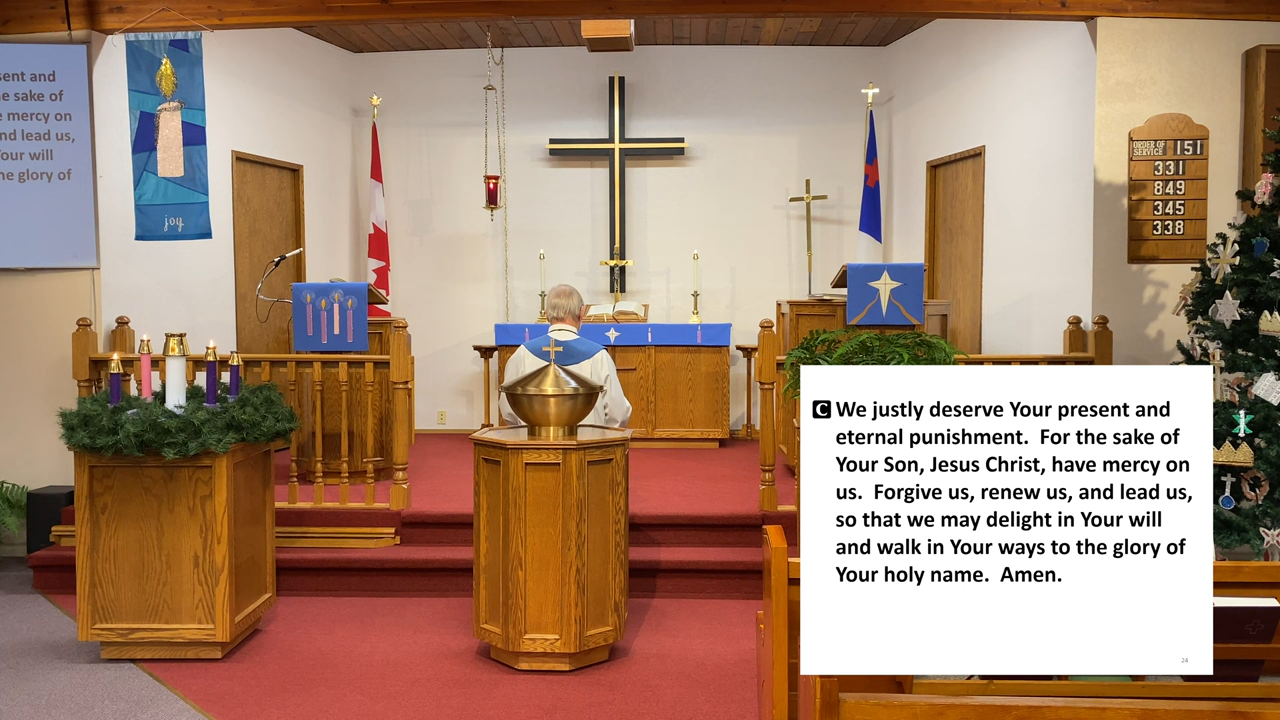 sent and
e sake of
e mercy on
nd lead us,
Your will
he glory of
joy
ORDER OF
SERVICE 151
331
849
345
338
C We justly deserve Your present and
eternal punishment. For the sake of
Your Son, Jesus Christ, have mercy on
us. Forgive us, renew us, and lead us,
so that we may delight in Your will
and walk in Your ways to the glory of
Your holy name. Amen.
24